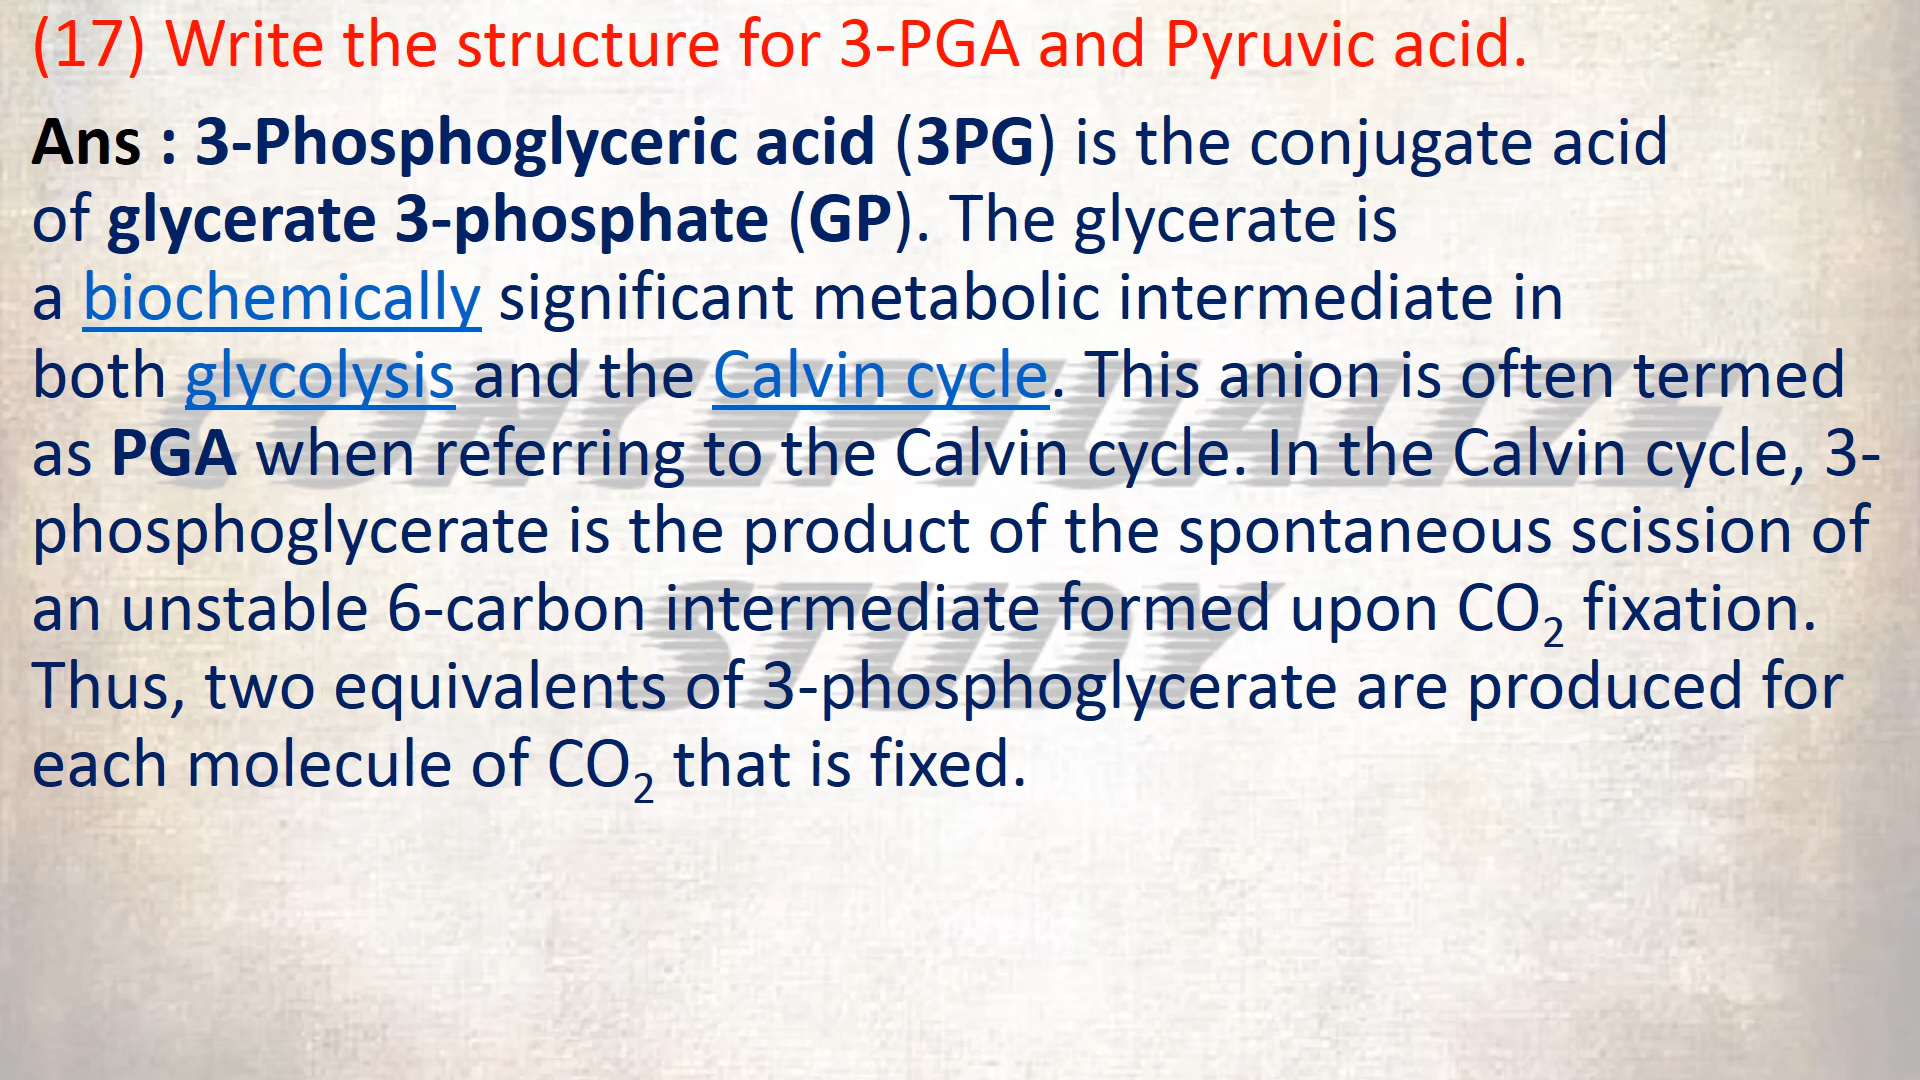 (17) Write the structure for 3-PGA and Pyruvic acid.
Ans : 3-Phosphoglyceric acid (3PG) is the conjugate acid
of glycerate 3-phosphate (GP). The glycerate is
a biochemically significant metabolic intermediate in
both glycolysis and the Calvin cycle. This anion is often termed
as PGA when referring to the Calvin cycle. In the Calvin cycle, 3-
phosphoglycerate is the product of the spontaneous scission of
an unstable 6-carbon intermediate formed upon CO₂ fixation.
Thus, two equivalents of 3-phosphoglycerate are produced for
each molecule of CO₂ that is fixed.
CONCEPTUALIZE
STUDY